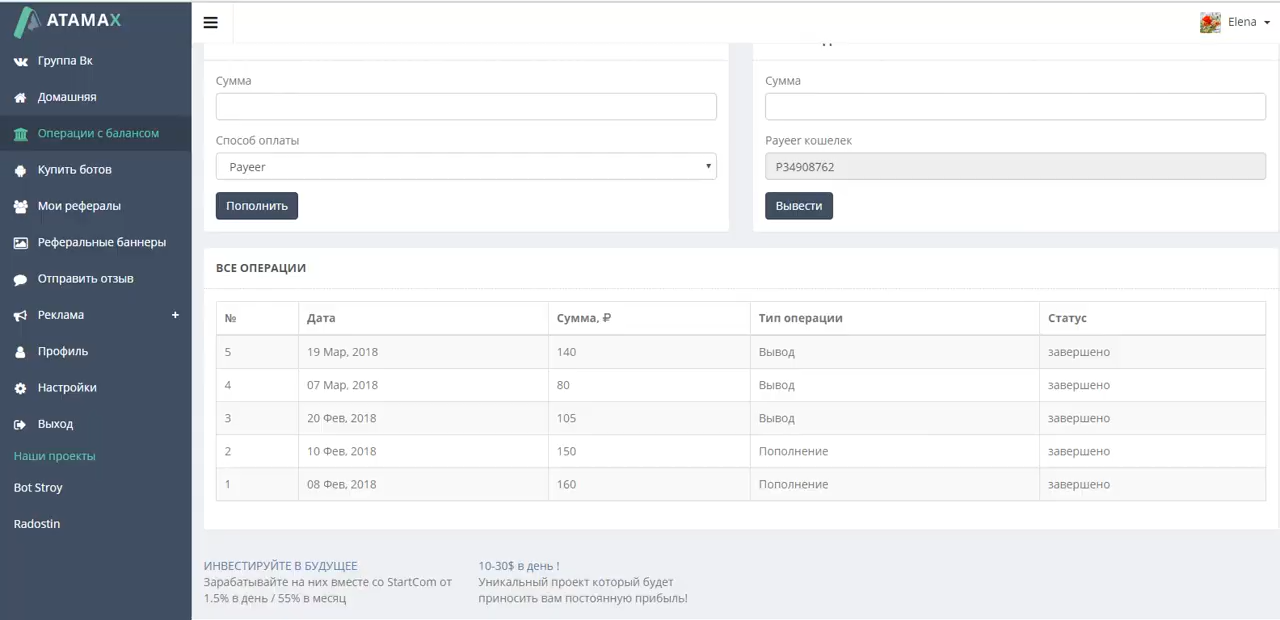 ATAMAX
Elena
Группа Вк
Домашняя
Операции с балансом
Купить ботов
Мои рефералы
Реферальные баннеры
Отправить отзыв
Реклама +
Профиль
Настройки
Выход
Наши проекты
Bot Stroy
Radostin
Сумма
Способ оплаты
Payeer
Пополнить
Сумма
Payeer кошелек
P34908762
Вывести
ВСЕ ОПЕРАЦИИ
№ Дата Сумма, ₽ Тип операции Статус
5 19 Мар, 2018 140 Вывод завершено
4 07 Мар, 2018 80 Вывод завершено
3 20 Фев, 2018 105 Вывод завершено
2 10 Фев, 2018 150 Пополнение завершено
1 08 Фев, 2018 160 Пополнение завершено
ИНВЕСТИРУЙТЕ В БУДУЩЕЕ
Зарабатывайте на них вместе со StartCom от
1.5% в день / 55% в месяц
10-30$ в день !
Уникальный проект который будет
приносить вам постоянную прибыль!